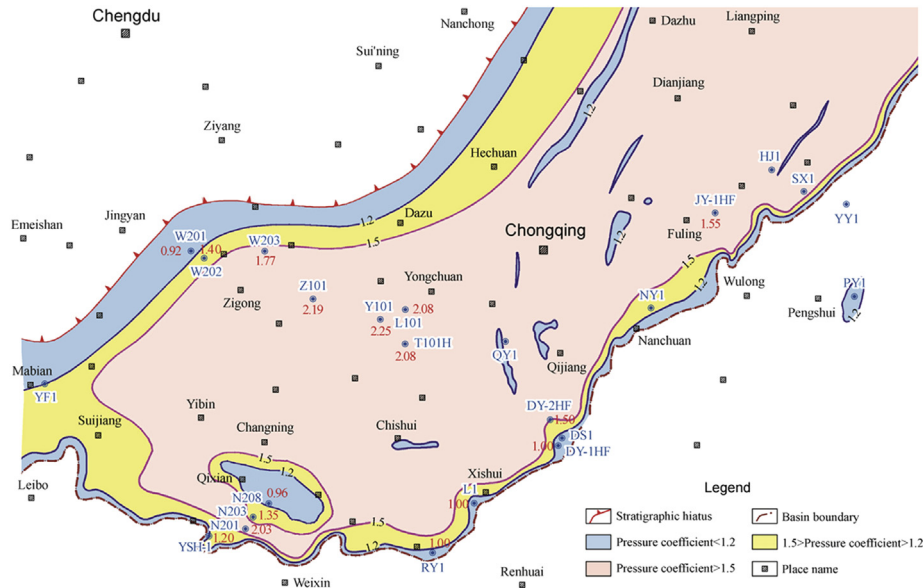 Chengdu
Nanchong
Dazhu
Liangping
Sui'ning
Dianjiang
Ziyang
1.2
Hechuan
HJ1
SX1
JY-1HF
1.55
YY1
Emeishan
Jingyan
Dazu
1.2
1.5
Fuling
W201
0.92
1.40
W202
W203
1.77
Chongqing
1.2
1.5
Wulong
Zigong
Z101
2.19
Yongchuan
Y101
2.25
2.08
L101
T101H
2.08
NY1
1.2
Pengshui
PY1
1.2
Nanchuan
QY1
Qijiang
Mabian
YF1
Yibin
Suijiang
Changning
Chishui
DY-2HF
1.50
DS1
1.00
DY-1HF
1.5
1.2
Qixian
Leibo
N208
0.96
N203
1.35
N201
2.03
YSH-1
1.20
Xishui
L1
1.00
1.5
1.2
1.00
RY1
Weixin
Renhuai
Legend
Stratigraphic hiatus
Basin boundary
Pressure coefficient<1.2
1.5>Pressure coefficient>1.2
Pressure coefficient>1.5
Place name